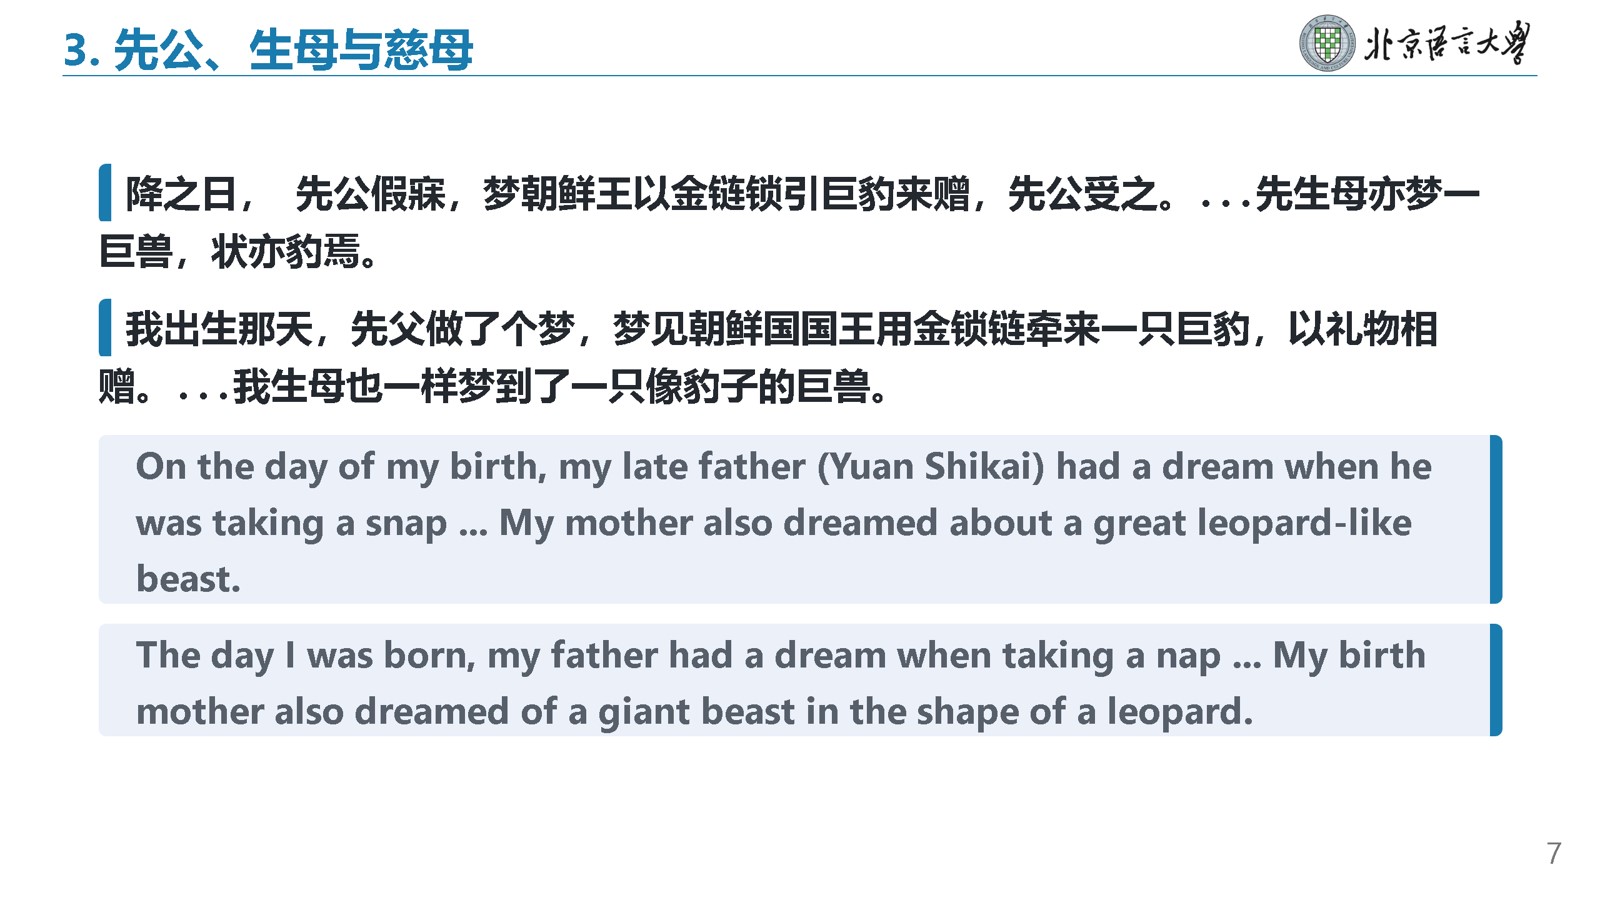 3. 先公、生母与慈母
北京语言大学
降之日， 先公假寐，梦朝鲜王以金链锁引巨豹来赠，先公受之。...先生母亦梦一
巨兽，状亦豹焉。
我出生那天，先父做了个梦，梦见朝鲜国国王用金锁链牵来一只巨豹，以礼物相
赠。...我生母也一样梦到了一只像豹子的巨兽。
On the day of my birth, my late father (Yuan Shikai) had a dream when he
was taking a snap ... My mother also dreamed about a great leopard-like
beast.
The day I was born, my father had a dream when taking a nap ... My birth
mother also dreamed of a giant beast in the shape of a leopard.
7